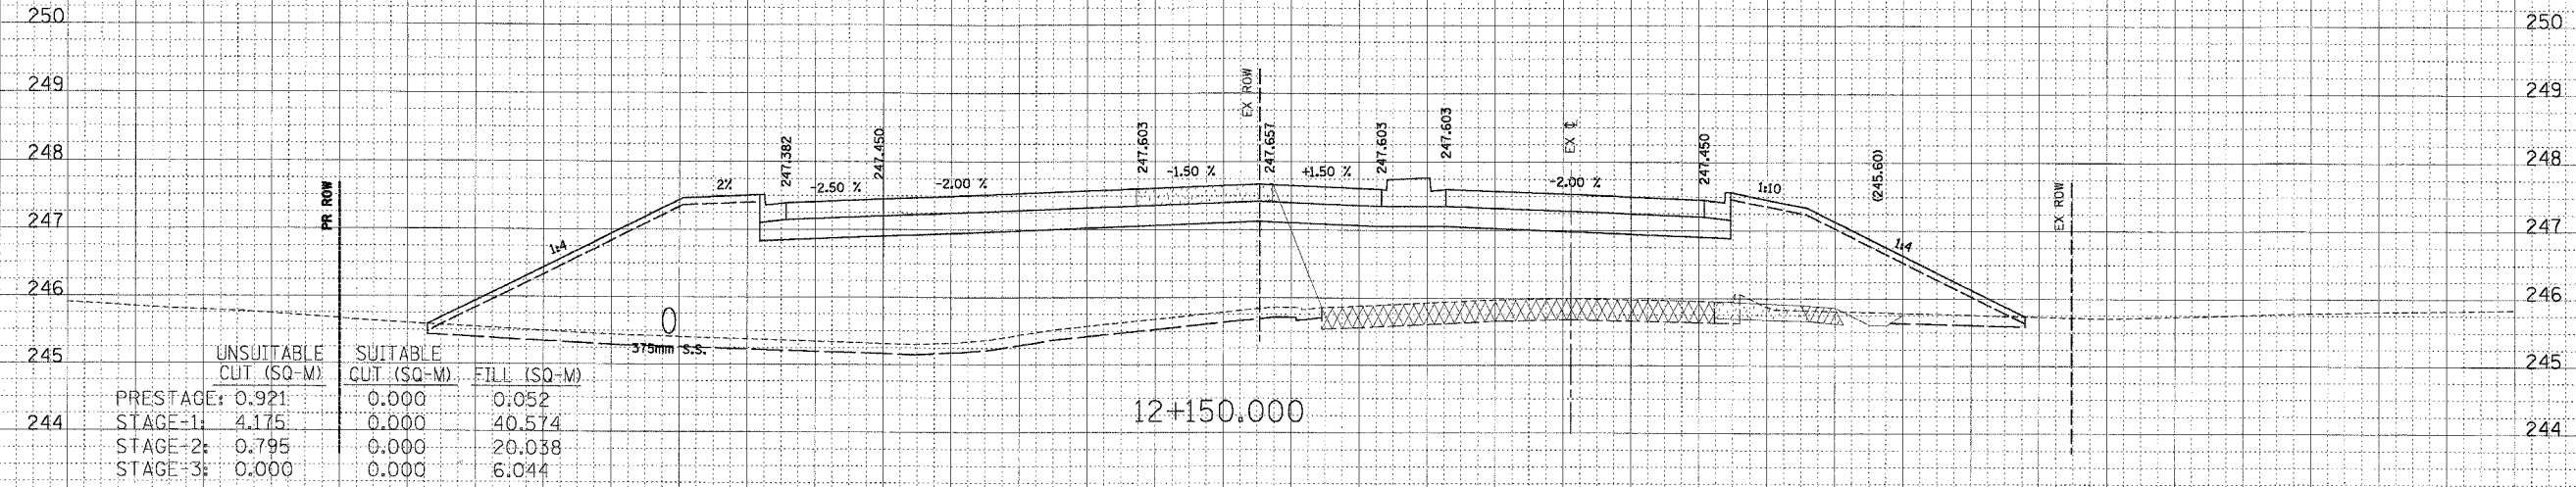 250 250
249 249
EX ROW
247.382
247.450
247.603
247.657
247.603
247.603
EX ℄
247.450
(245.60)
248 248
2% -2.50 % -2.00 % -1.50 % +1.50 % -2.00 % 1:10
PR ROW
EX ROW
247 247
1:4 1:4
246 246
375mm S.S.
245 245
UNSUITABLE SUITABLE
CUT (SQ-M) CUT (SQ-M) FILL (SQ-M)
PRESTAGE: 0.921 0.000 0.052
12+150.000
244 STAGE-1: 4.175 0.000 40.574 244
STAGE-2: 0.795 0.000 20.038
STAGE-3: 0.000 0.000 6.044